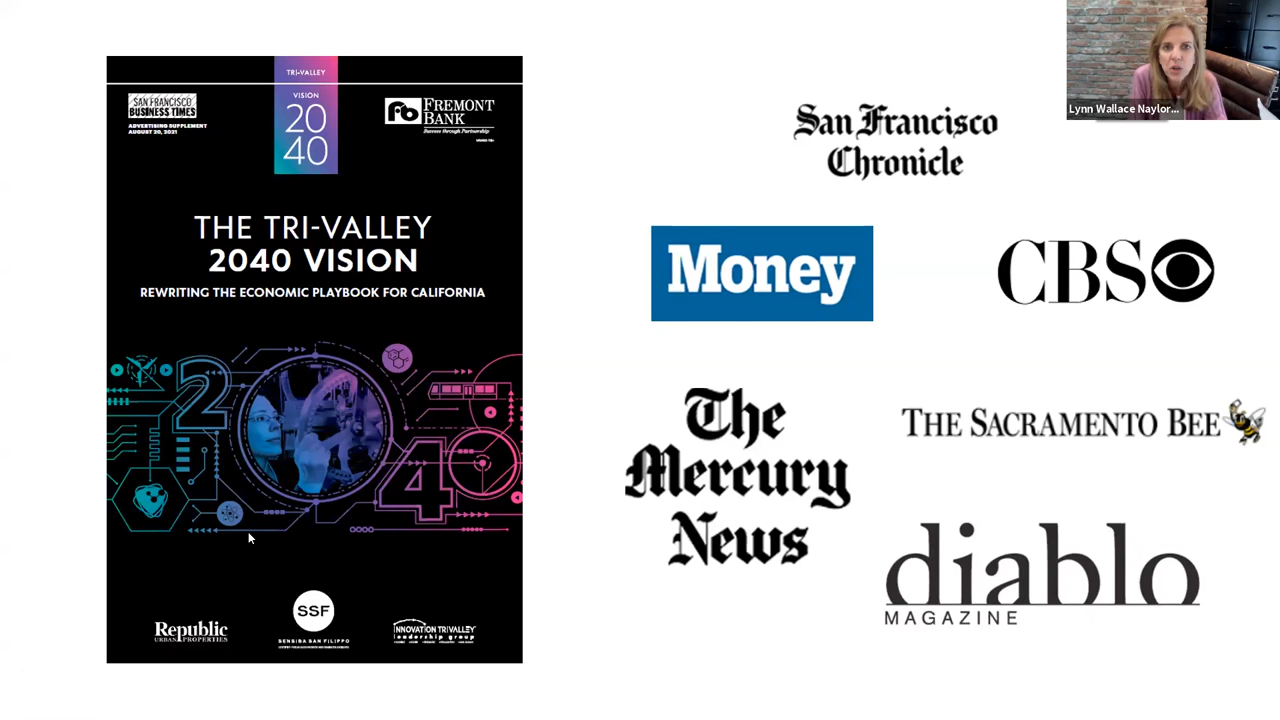 TRI-VALLEY
VISION
20
40
SAN FRANCISCO
BUSINESS TIMES
ADVERTISING SUPPLEMENT
AUGUST 20, 2021
FREMONT
BANK
Success through Partnership
THE TRI-VALLEY
2040 VISION
REWRITING THE ECONOMIC PLAYBOOK FOR CALIFORNIA
2
4
Republic
URBAN PROPERTIES
SSF
SENSIBA SAN FILIPPO
INNOVATION TRI VALLEY
leadership group
San Francisco
Chronicle
Money
CBS
The
Mercury
News
THE SACRAMENTO BEE
diablo
MAGAZINE
Lynn Wallace Naylor...